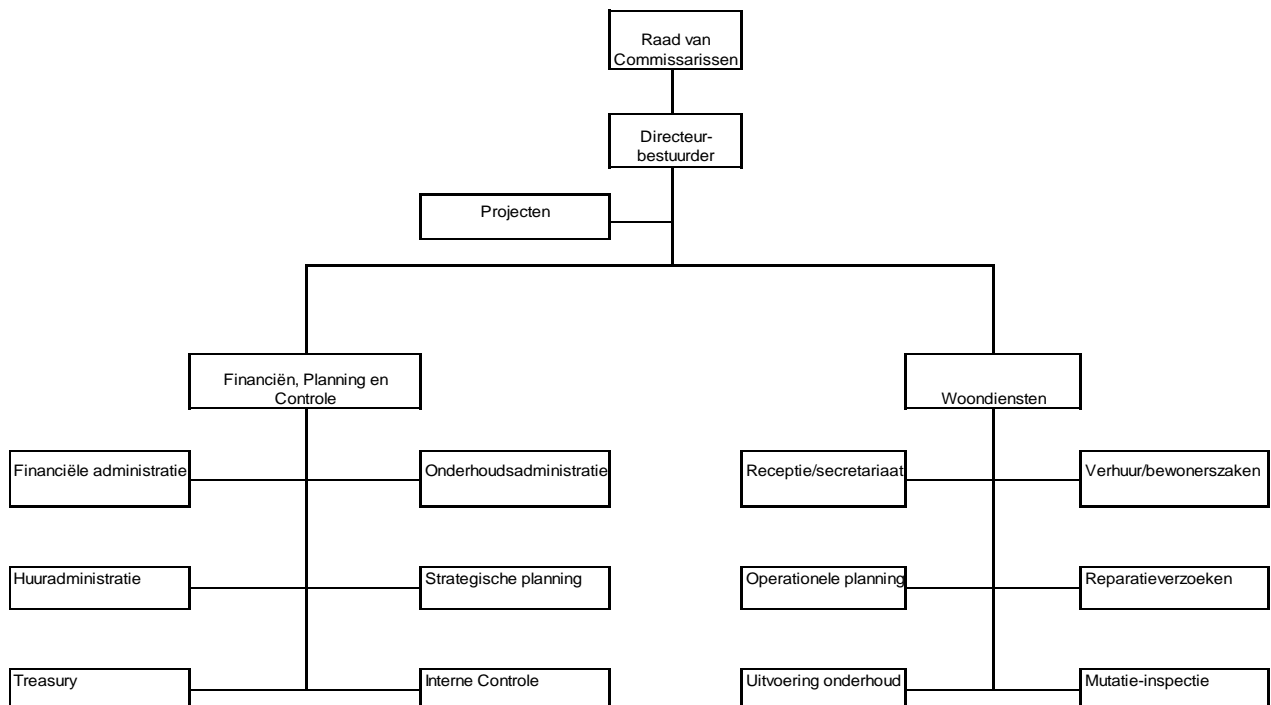 Raad van
Commissarissen
Directeur-
bestuurder
Projecten
Financiën, Planning en
Controle
Woondiensten
Financiële administratie
Onderhoudsadministratie
Receptie/secretariaat
Verhuur/bewonerszaken
Huuradministratie
Strategische planning
Operationele planning
Reparatieverzoeken
Treasury
Interne Controle
Uitvoering onderhoud
Mutatie-inspectie